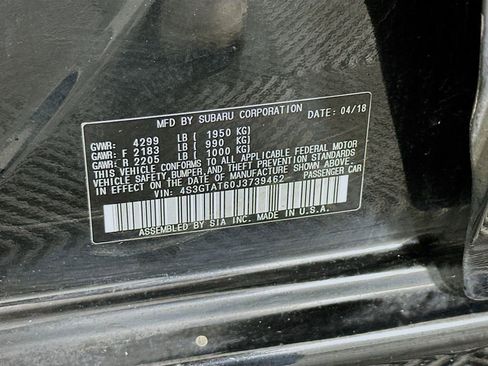 MFD BY SUBARU CORPORATION DATE: 04/18
GVWR: 4299 LB ( 1950 KG)
GAWR: F 2183 LB ( 990 KG)
GAWR: R 2205 LB ( 1000 KG)
THIS VEHICLE CONFORMS TO ALL APPLICABLE FEDERAL MOTOR
VEHICLE SAFETY,BUMPER,AND THEFT PREVENTION STANDARDS
IN EFFECT ON THE DATE OF MANUFACTURE SHOWN ABOVE.
VIN: 4S3GTAT60J3739462 PASSENGER CAR
ASSEMBLED BY SIA INC. MADE IN U.S.A.